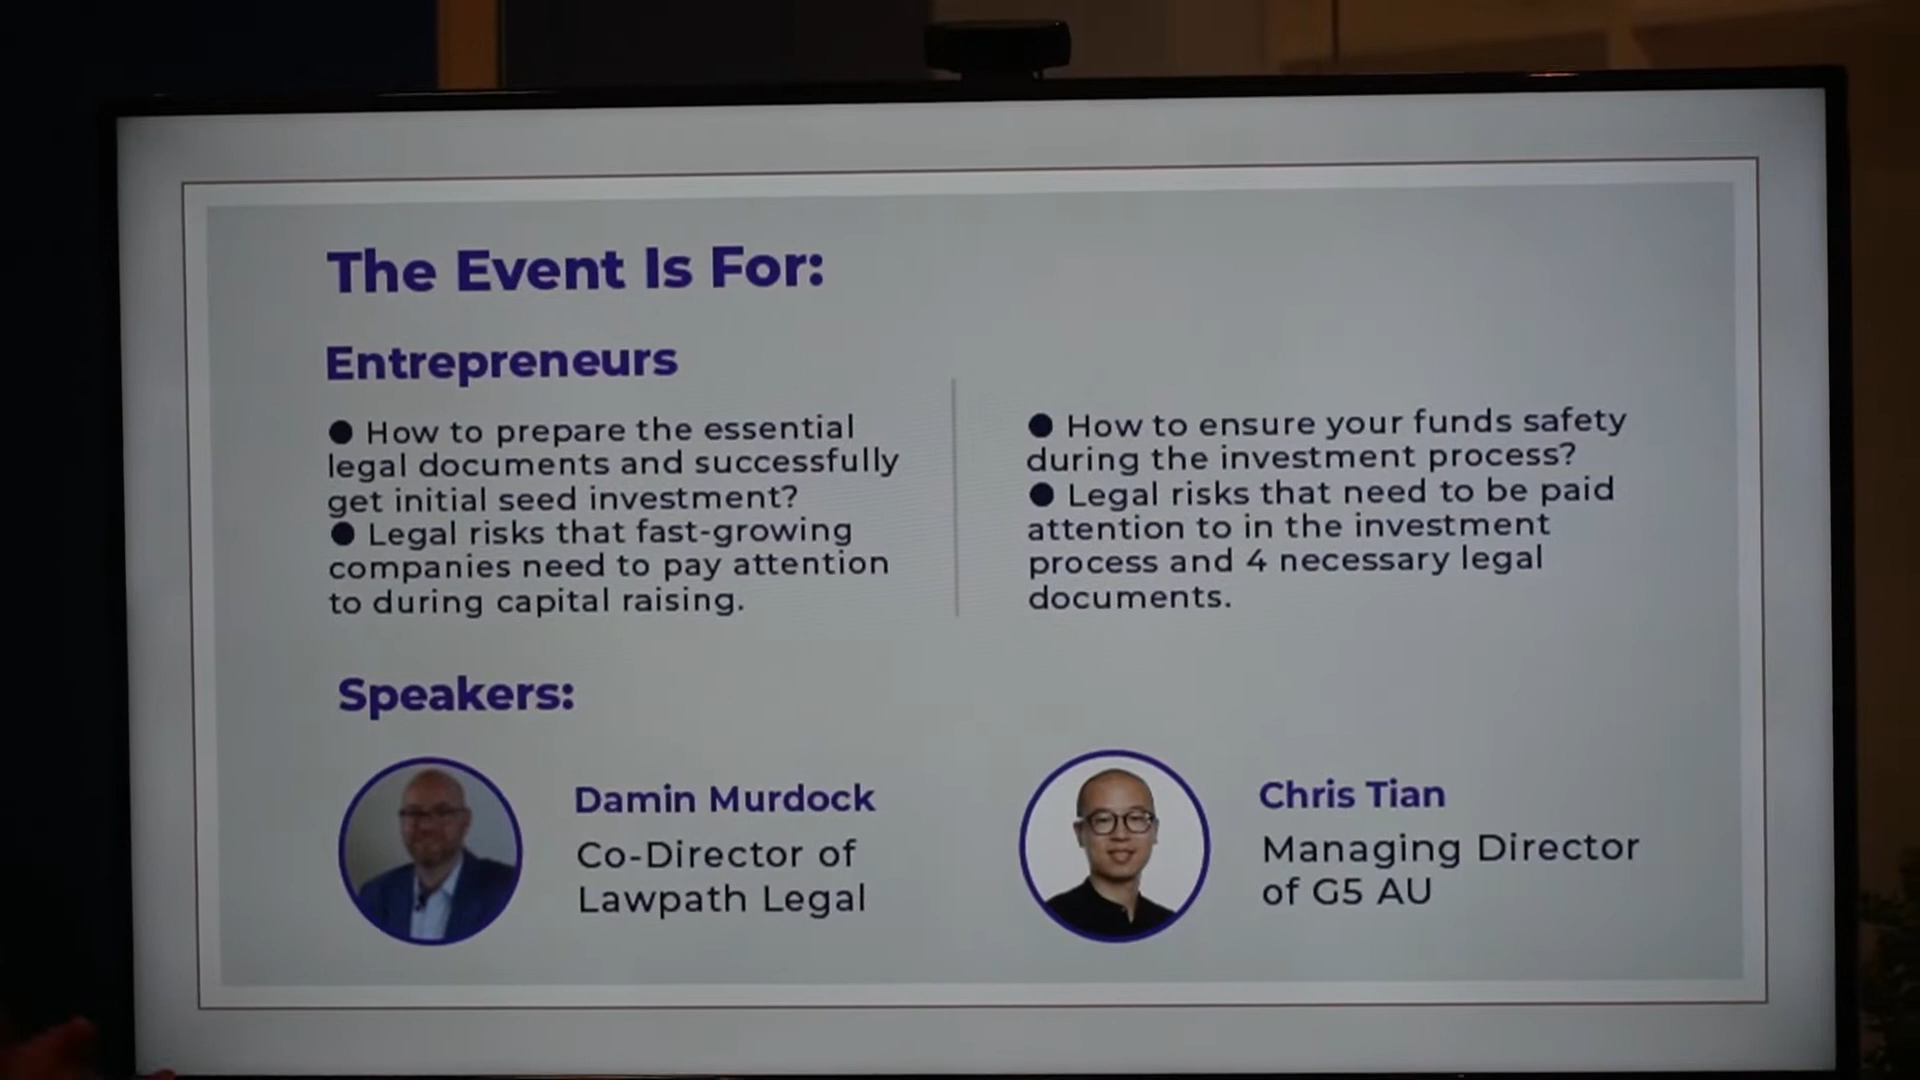 The Event Is For:
Entrepreneurs
● How to prepare the essential
legal documents and successfully
get initial seed investment?
● Legal risks that fast-growing
companies need to pay attention
to during capital raising.
● How to ensure your funds safety
during the investment process?
● Legal risks that need to be paid
attention to in the investment
process and 4 necessary legal
documents.
Speakers:
Damin Murdock
Co-Director of
Lawpath Legal
Chris Tian
Managing Director
of G5 AU